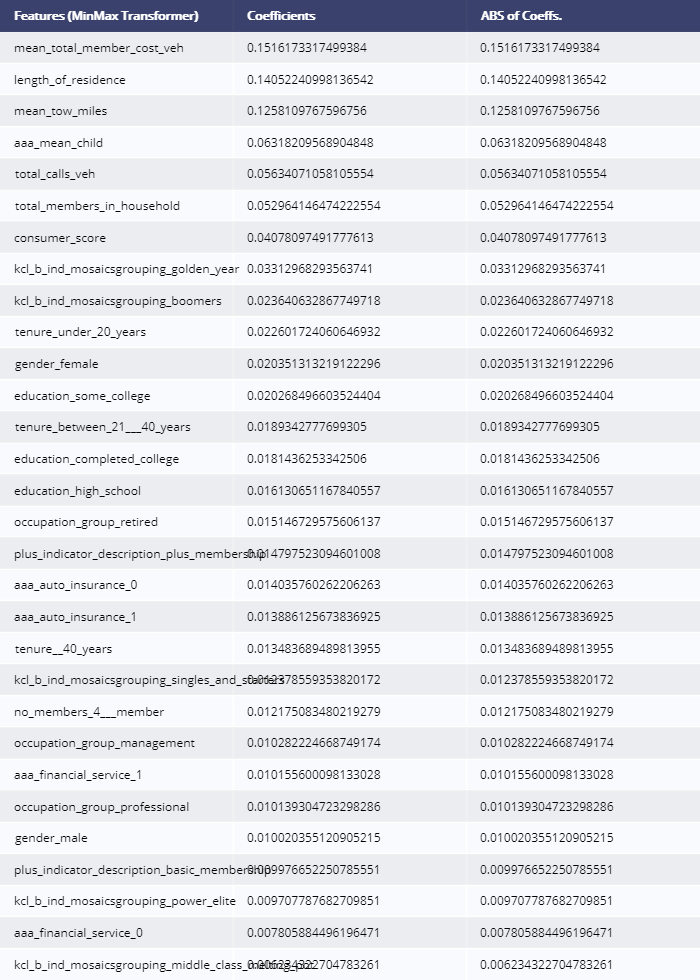 Features (MinMax Transformer) Coefficients ABS of Coeffs.
mean_total_member_cost_veh 0.1516173317499384 0.1516173317499384
length_of_residence 0.14052240998136542 0.14052240998136542
mean_tow_miles 0.1258109767596756 0.1258109767596756
aaa_mean_child 0.06318209568904848 0.06318209568904848
total_calls_veh 0.05634071058105554 0.05634071058105554
total_members_in_household 0.052964146474222554 0.052964146474222554
consumer_score 0.04078097491777613 0.04078097491777613
kcl_b_ind_mosaicsgrouping_golden_year 0.03312968293563741 0.03312968293563741
kcl_b_ind_mosaicsgrouping_boomers 0.023640632867749718 0.023640632867749718
tenure_under_20_years 0.022601724060646932 0.022601724060646932
gender_female 0.020351313219122296 0.020351313219122296
education_some_college 0.020268496603524404 0.020268496603524404
tenure_between_21___40_years 0.0189342777699305 0.0189342777699305
education_completed_college 0.0181436253342506 0.0181436253342506
education_high_school 0.016130651167840557 0.016130651167840557
occupation_group_retired 0.015146729575606137 0.015146729575606137
plus_indicator_description_plus_membership 0.014797523094601008 0.014797523094601008
aaa_auto_insurance_0 0.014035760262206263 0.014035760262206263
aaa_auto_insurance_1 0.013886125673836925 0.013886125673836925
tenure__40_years 0.013483689489813955 0.013483689489813955
kcl_b_ind_mosaicsgrouping_singles_and_starters 0.012378559353820172 0.012378559353820172
no_members_4___member 0.012175083480219279 0.012175083480219279
occupation_group_management 0.010282224668749174 0.010282224668749174
aaa_financial_service_1 0.010155600098133028 0.010155600098133028
occupation_group_professional 0.010139304723298286 0.010139304723298286
gender_male 0.010020355120905215 0.010020355120905215
plus_indicator_description_basic_membership 0.009976652250785551 0.009976652250785551
kcl_b_ind_mosaicsgrouping_power_elite 0.009707787682709851 0.009707787682709851
aaa_financial_service_0 0.007805884496196471 0.007805884496196471
kcl_b_ind_mosaicsgrouping_middle_class_melting_pot 0.006234322704783261 0.006234322704783261